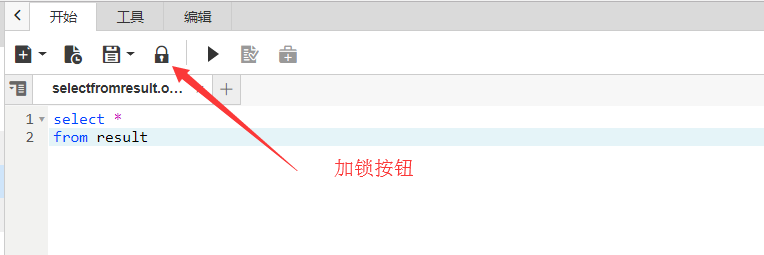 开始 工具 编辑
selectfromresult.o...
1 select *
2 from result
加锁按钮